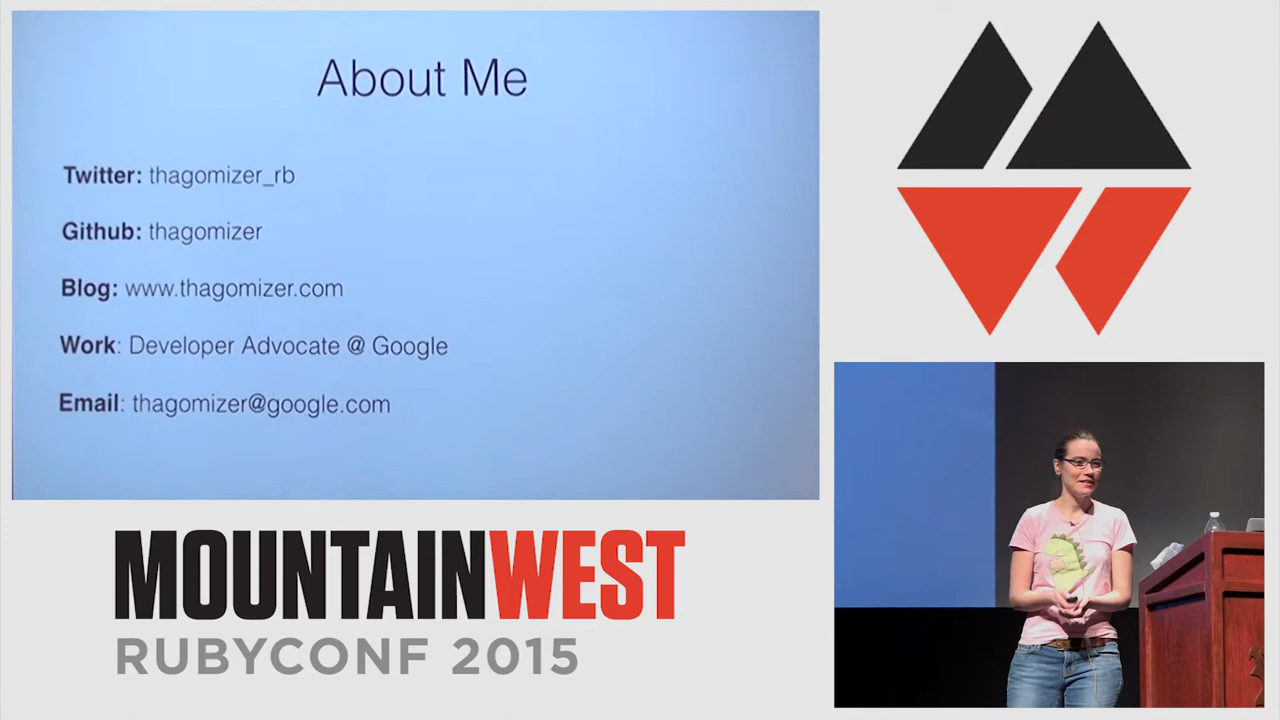 About Me
Twitter: thagomizer_rb
Github: thagomizer
Blog: www.thagomizer.com
Work: Developer Advocate @ Google
Email: thagomizer@google.com
MOUNTAINWEST
RUBYCONF 2015